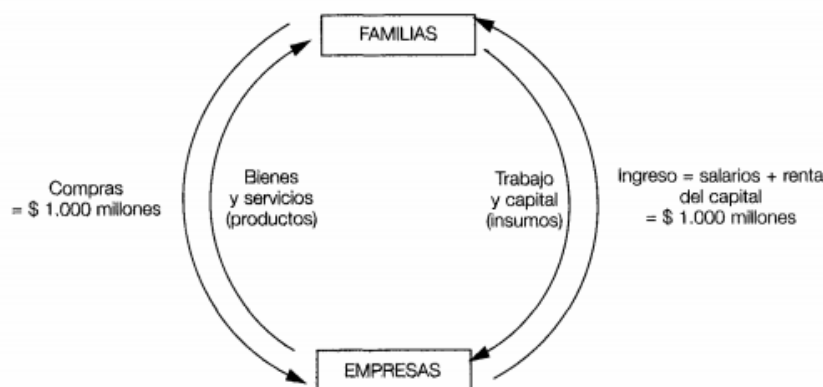 FAMILIAS
Compras
= $ 1.000 millones
Bienes
y servicios
(productos)
Trabajo
y capital
(insumos)
Ingreso = salarios + renta
del capital
= $ 1.000 millones
EMPRESAS